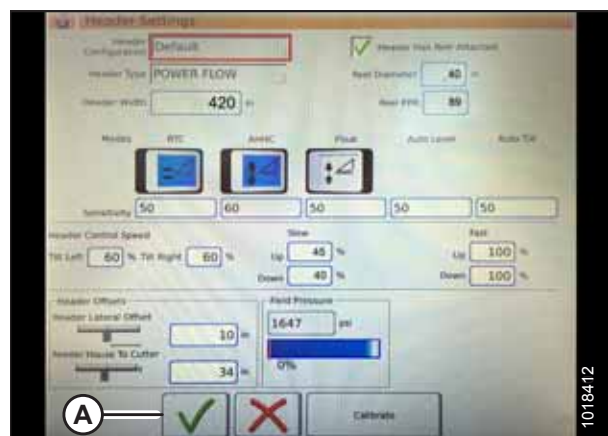 Header Settings
Header Configuration Default
Header Has Reel Attached
Header Type POWER FLOW
Reel Diameter 40 in
Header Width 420 in
Reel PPR 89
Modes RTC AHHC Float Auto Level Auto Tilt
Sensitivity 50 60 50 50 50
Header Control Speed
Slow
Fast
Tilt Left 60 % Tilt Right 60 %
Up 45 %
Up 100 %
Down 40 %
Down 100 %
Header Offsets
Field Pressure
Header Lateral Offset
10 in
1647 psi
Feeder House To Cutter
34 in
0%
A
Calibrate
1018412